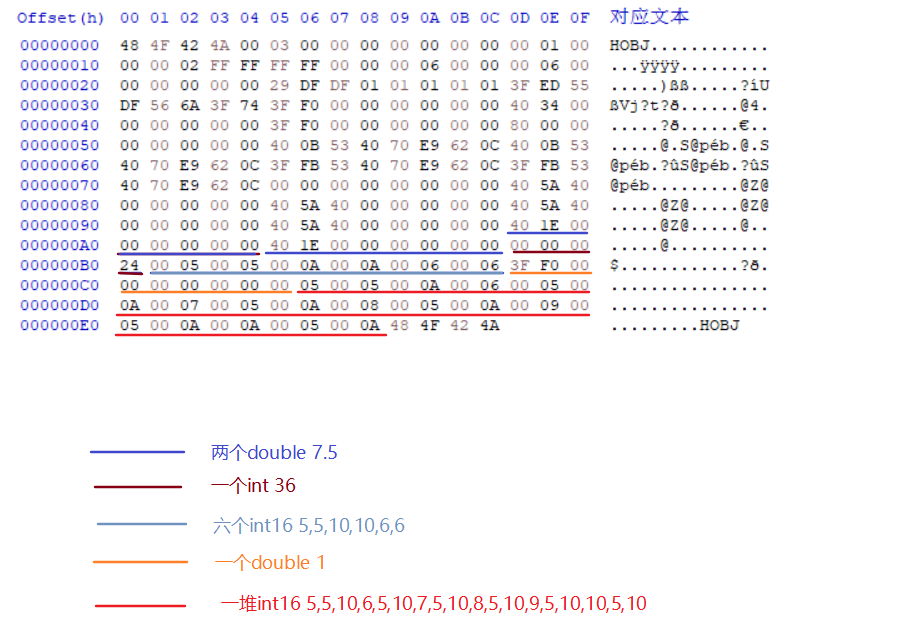 Offset(h) 00 01 02 03 04 05 06 07 08 09 0A 0B 0C 0D 0E 0F 对应文本
00000000 48 4F 42 4A 00 03 00 00 00 00 00 00 00 00 01 00 HOBJ............
00000010 00 00 02 FF FF FF FF 00 00 00 06 00 00 00 06 00 ...ÿÿÿÿ.........
00000020 00 00 00 00 00 29 DF DF 01 01 01 01 01 3F ED 55 .....)ßß.....?íU
00000030 DF 56 6A 3F 74 3F F0 00 00 00 00 00 00 40 34 00 ßVj?t?ð......@4.
00000040 00 00 00 00 00 3F F0 00 00 00 00 00 00 80 00 00 .....?ð......€..
00000050 00 00 00 00 00 40 0B 53 40 70 E9 62 0C 40 0B 53 .....@.S@péb.@.S
00000060 40 70 E9 62 0C 3F FB 53 40 70 E9 62 0C 3F FB 53 @péb.?ûS@péb.?ûS
00000070 40 70 E9 62 0C 00 00 00 00 00 00 00 00 40 5A 40 @péb.........@Z@
00000080 00 00 00 00 00 40 5A 40 00 00 00 00 00 40 5A 40 .....@Z@.....@Z@
00000090 00 00 00 00 00 40 5A 40 00 00 00 00 00 40 1E 00 .....@Z@.....@..
000000A0 00 00 00 00 00 40 1E 00 00 00 00 00 00 00 00 00 .....@..........
000000B0 24 00 05 00 05 00 0A 00 0A 00 06 00 06 3F F0 00 $............?ð.
000000C0 00 00 00 00 00 00 05 00 05 00 0A 00 06 00 05 00 ................
000000D0 0A 00 07 00 05 00 0A 00 08 00 05 00 0A 00 09 00 ................
000000E0 05 00 0A 00 0A 00 05 00 0A 48 4F 42 4A .........HOBJ
两个double 7.5
一个int 36
六个int16 5,5,10,10,6,6
一个double 1
一堆int16 5,5,10,6,5,10,7,5,10,8,5,10,9,5,10,10,5,10